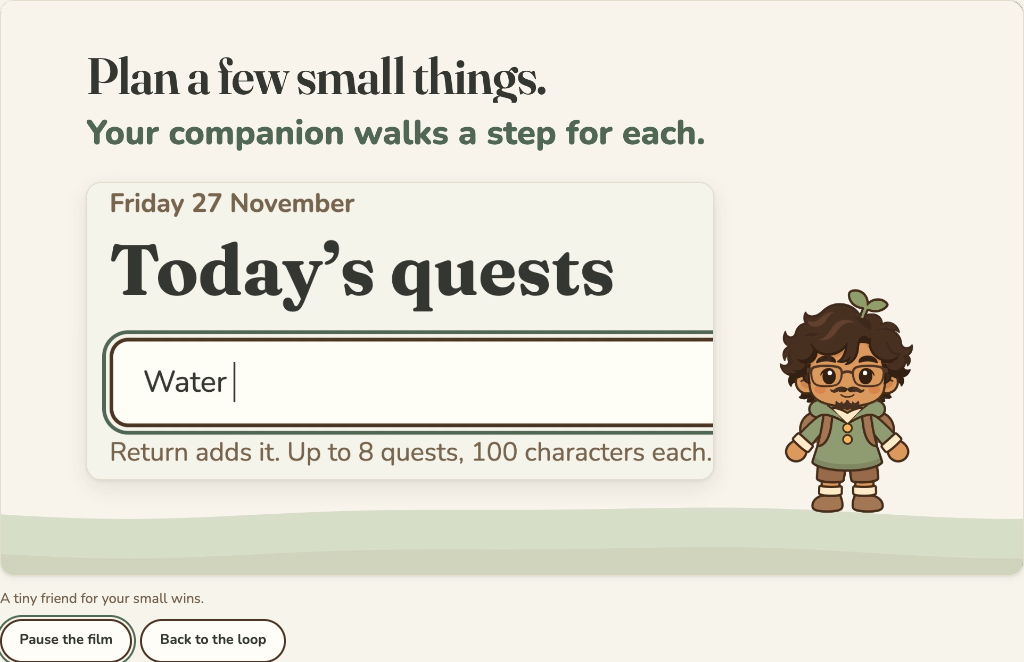 Plan a few small things.
Your companion walks a step for each.
Friday 27 November
Today’s quests
Water
Return adds it. Up to 8 quests, 100 characters each.
A tiny friend for your small wins.
Pause the film
Back to the loop